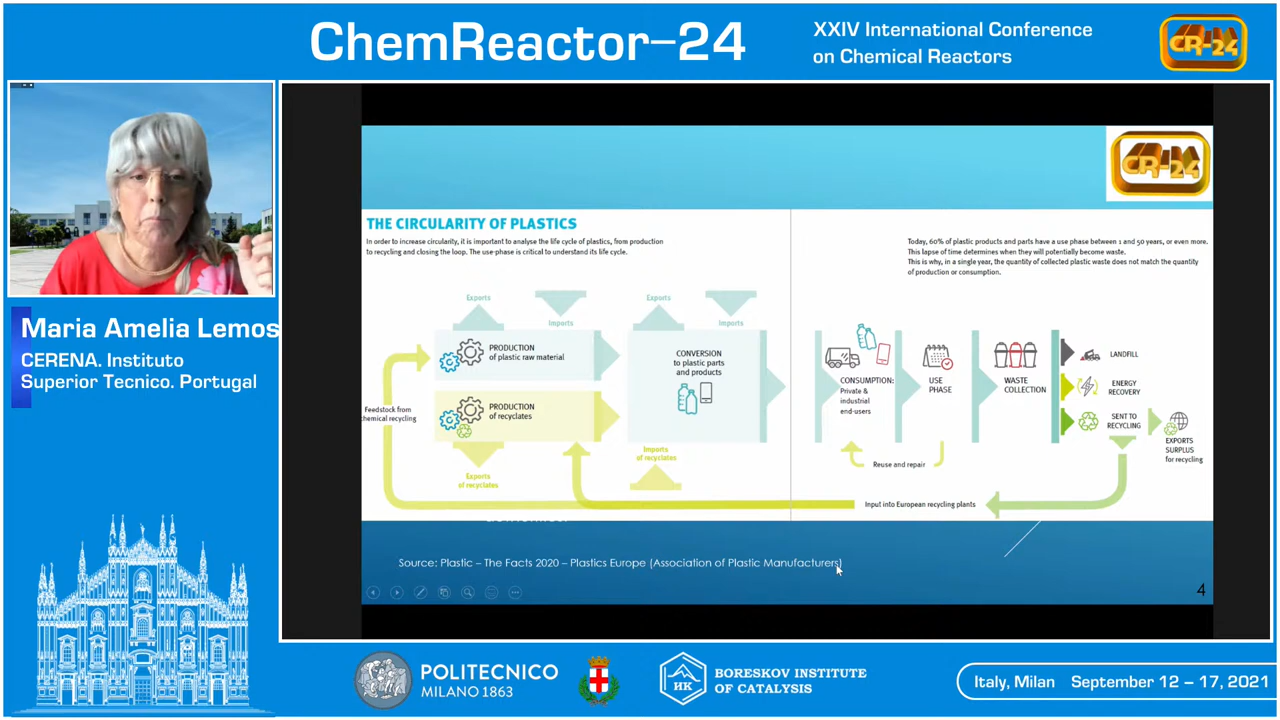 ChemReactor-24
XXIV International Conference
on Chemical Reactors
CR-24
Maria Amelia Lemos
CERENA. Instituto
Superior Tecnico. Portugal
CR-24
THE CIRCULARITY OF PLASTICS
In order to increase circularity, it is important to analyse the life cycle of plastics, from production
to recycling and closing the loop. The use-phase is critical to understand its life cycle.
Today, 60% of plastic products and parts have a use phase between 1 and 50 years, or even more.
This lapse of time determines when they will potentially become waste.
This is why, in a single year, the quantity of collected plastic waste does not match the quantity
of production or consumption.
Exports
Imports
Exports
Imports
PRODUCTION
of plastic raw material
PRODUCTION
of recyclates
CONVERSION
to plastic parts
and products
Feedstock from
chemical recycling
Exports
of recyclates
Imports
of recyclates
CONSUMPTION:
Private &
industrial
end-users
USE
PHASE
WASTE
COLLECTION
LANDFILL
ENERGY
RECOVERY
SENT TO
RECYCLING
EXPORTS
SURPLUS
for recycling
Reuse and repair
Input into European recycling plants
Source: Plastic – The Facts 2020 – Plastics Europe (Association of Plastic Manufacturers)
4
POLITECNICO
MILANO 1863
НК
BORESKOV INSTITUTE
OF CATALYSIS
Italy, Milan September 12 – 17, 2021